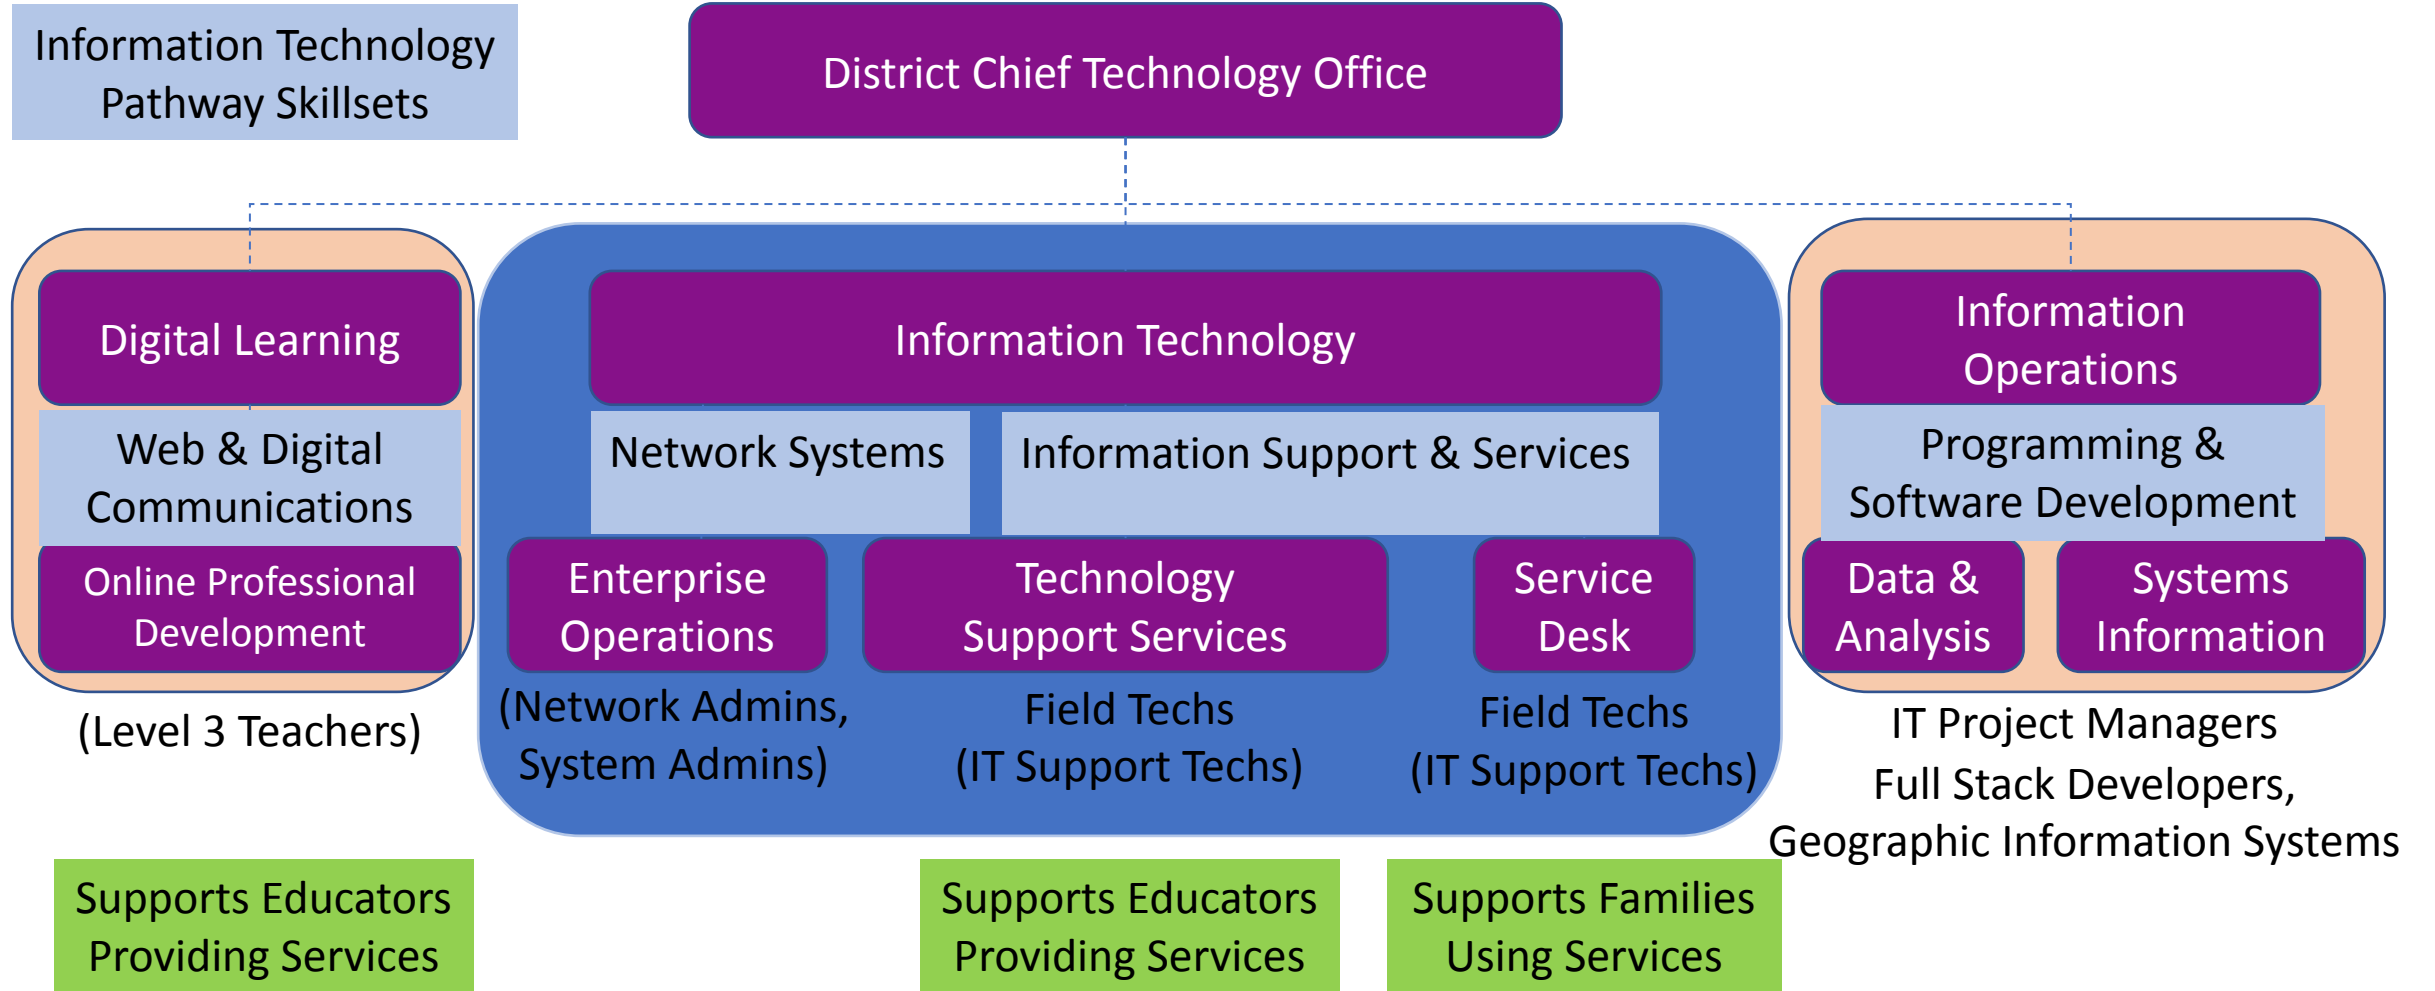 Information Technology
Pathway Skillsets
District Chief Technology Office
Digital Learning
Web & Digital
Communications
Online Professional
Development
(Level 3 Teachers)
Information Technology
Network Systems
Information Support & Services
Enterprise
Operations
(Network Admins,
System Admins)
Technology
Support Services
Field Techs
(IT Support Techs)
Service
Desk
Field Techs
(IT Support Techs)
Information
Operations
Programming &
Software Development
Data &
Analysis
Systems
Information
IT Project Managers
Full Stack Developers,
Geographic Information Systems
Supports Educators
Providing Services
Supports Educators
Providing Services
Supports Families
Using Services